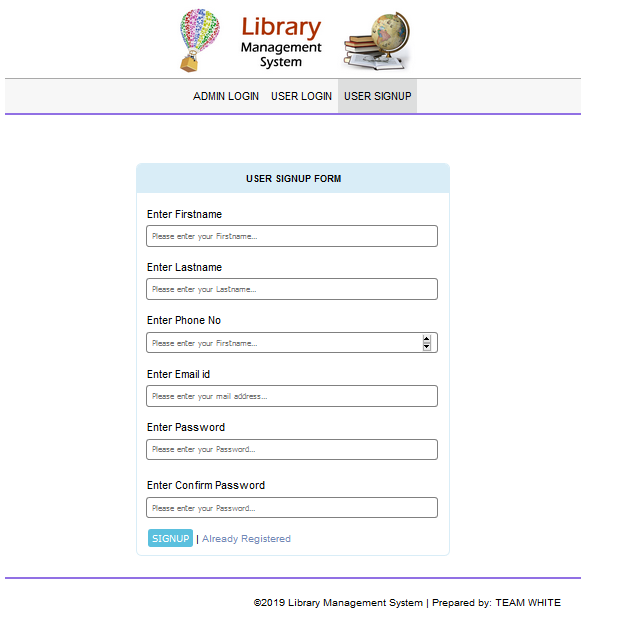 Library
Management
System
ADMIN LOGIN USER LOGIN USER SIGNUP
USER SIGNUP FORM
Enter Firstname
Please enter your Firstname...
Enter Lastname
Please enter your Lastname...
Enter Phone No
Please enter your Firstname...
Enter Email id
Please enter your mail address...
Enter Password
Please enter your Password...
Enter Confirm Password
Please enter your Password...
SIGNUP | Already Registered
©2019 Library Management System | Prepared by: TEAM WHITE